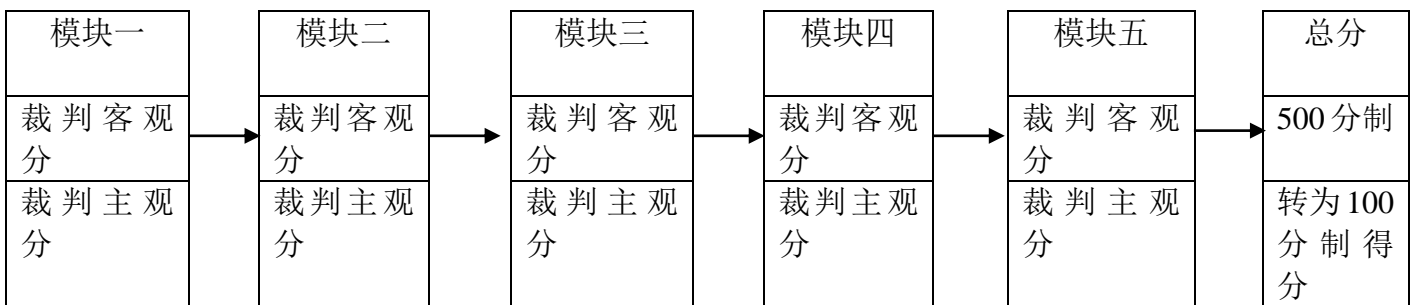 模块一
裁判客观
分
裁判主观
分
模块二
裁判客观
分
裁判主观
分
模块三
裁判客观
分
裁判主观
分
模块四
裁判客观
分
裁判主观
分
模块五
裁判客观
分
裁判主观
分
总分
500分制
转为100
分制得
分